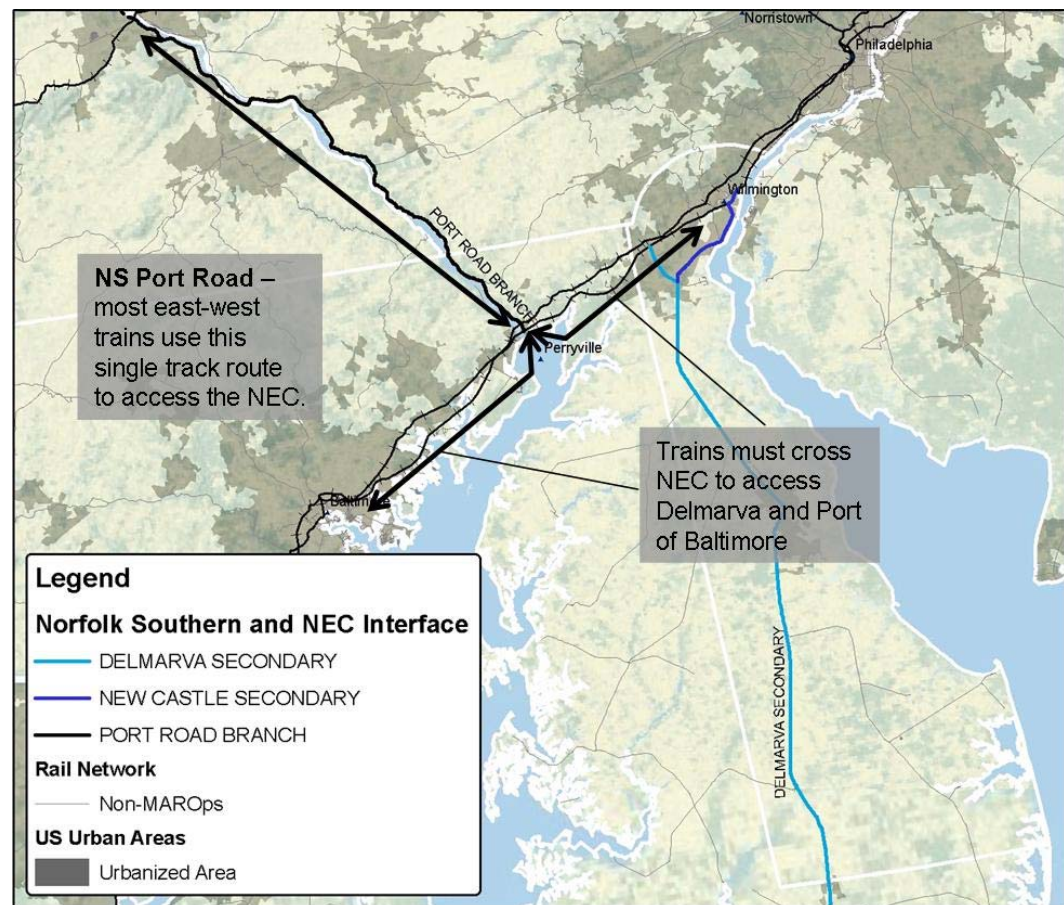 Norristown
Philadelphia
Wilmington
PORT ROAD BRANCH
NS Port Road –
most east-west
trains use this
single track route
to access the NEC.
Perryville
Trains must cross
NEC to access
Delmarva and Port
of Baltimore
Baltimore
DELMARVA SECONDARY
Legend
Norfolk Southern and NEC Interface
DELMARVA SECONDARY
NEW CASTLE SECONDARY
PORT ROAD BRANCH
Rail Network
Non-MAROps
US Urban Areas
Urbanized Area